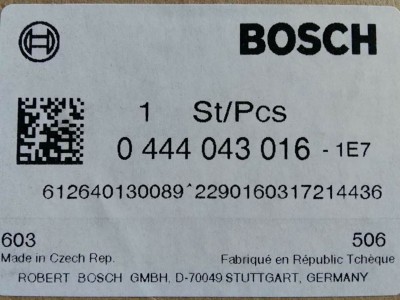 BOSCH
1 St/Pcs
0 444 043 016 - 1E7
612640130089^2290160317214436
603 506
Made in Czech Rep. Fabriqué en Républic Tchèque
ROBERT BOSCH GMBH, D-70049 STUTTGART, GERMANY